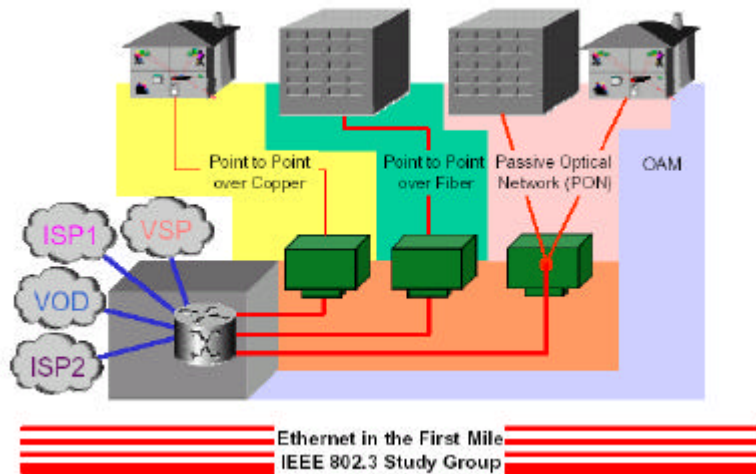 Point to Point
over Copper
Point to Point
over Fiber
Passive Optical
Network (PON)
OAM
ISP1
VSP
VOD
ISP2
Ethernet in the First Mile
IEEE 802.3 Study Group